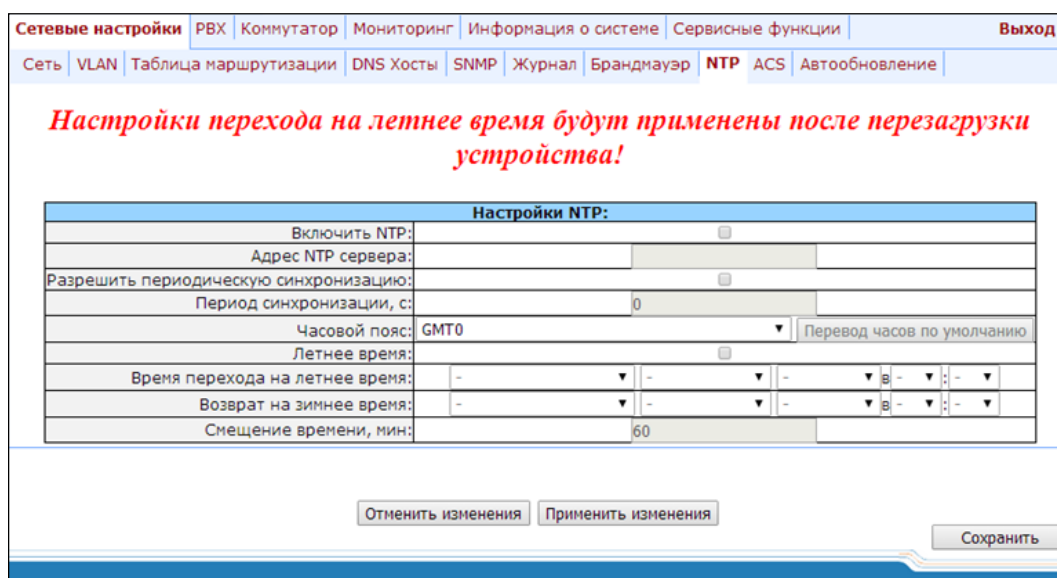 Сетевые настройки PBX Коммутатор Мониторинг Информация о системе Сервисные функции Выход
Сеть VLAN Таблица маршрутизации DNS Хосты SNMP Журнал Брандмауэр NTP ACS Автообновление
Настройки перехода на летнее время будут применены после перезагрузки
устройства!
Настройки NTP:
Включить NTP:
Адрес NTP сервера:
Разрешить периодическую синхронизацию:
Период синхронизации, с: 0
Часовой пояс: GMT0 Перевод часов по умолчанию
Летнее время:
Время перехода на летнее время: - - - в - : -
Возврат на зимнее время: - - - в - : -
Смещение времени, мин: 60
Отменить изменения Применить изменения
Сохранить